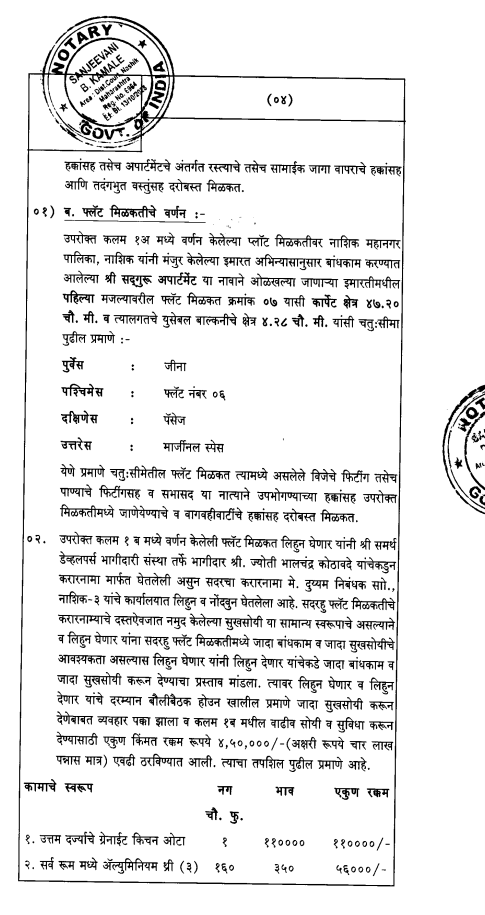 NOTARY
SANJEEVANI
B. KAMALE
Area : Dist.Court, Nashik
Maharashtra
GOVT. OF INDIA
(०४)
हक्कांसह तसेच अपार्टमेंटचे अंतर्गत रस्त्याचे तसेच सामाईक जागा वापराचे हक्कांसह
आणि तदंगभुत वस्तुंसह दरोबस्त मिळकत.
०१) ब. फ्लॅट मिळकतीचे वर्णन :-
उपरोक्त कलम १अ मध्ये वर्णन केलेल्या प्लॉट मिळकतीवर नाशिक महानगर
पालिका, नाशिक यांनी मंजुर केलेल्या इमारत अभिन्यासानुसार बांधकाम करण्यात
आलेल्या श्री सद्‌गुरू अपार्टमेंट या नावाने ओळखल्या जाणाऱ्या इमारतीमधील
पहिल्या मजल्यावरील फ्लॅट मिळकत क्रमांक ०७ यासी कार्पेट क्षेत्र ४७.२०
चौ. मी. व त्यालगतचे युसेबल बाल्कनीचे क्षेत्र ४.२८ चौ. मी. यांसी चतु:सीमा
पुढील प्रमाणे :-
पुर्वेस : जीना
पश्चिमेस : फ्लॅट नंबर ०६
दक्षिणेस : पॅसेज
उत्तरेस : मार्जीनल स्पेस
येणे प्रमाणे चतु:सीमेतील फ्लॅट मिळकत त्यामध्ये असलेले विजेचे फिटींग तसेच
पाण्याचे फिटींगसह व सभासद या नात्याने उपभोगण्याच्या हक्कांसह उपरोक्त
मिळकतीमध्ये जाणेयेण्याचे व वागवहीवाटींचे हक्कांसह दरोबस्त मिळकत.
०२. उपरोक्त कलम १ ब मध्ये वर्णन केलेली फ्लॅट मिळकत लिहुन घेणार यांनी श्री समर्थ
डेव्हलपर्स भागीदारी संस्था तर्फे भागीदार श्री. ज्योती भालचंद्र कोठावदे यांचेकडुन
करारनामा मार्फत घेतलेली असुन सदरचा करारनामा मे. दुय्यम निबंधक साो.,
नाशिक-३ यांचे कार्यालयात लिहुन व नोंदवुन घेतलेला आहे. सदरहु फ्लॅट मिळकतीचे
करारनाम्याचे दस्तऐवजात नमुद केलेल्या सुखसोयी या सामान्य स्वरूपाचे असल्याने
व लिहुन घेणार यांना सदरहु फ्लॅट मिळकतीमध्ये जादा बांधकाम व जादा सुखसोयीचे
आवश्यकता असल्यास लिहुन घेणार यांनी लिहुन देणार यांचेकडे जादा बांधकाम व
जादा सुखसोयी करून देण्याचा प्रस्ताव मांडला. त्यावर लिहुन घेणार व लिहुन
देणार यांचे दरम्यान बौलीबैठक होउन खालील प्रमाणे जादा सुखसोयी करून
देणेबाबत व्यवहार पक्का झाला व कलम १ब मधील वाढीव सोयी व सुविधा करून
देण्यासाठी एकुण किंमत रक्कम रूपये ४,५०,०००/-(अक्षरी रूपये चार लाख
पन्नास मात्र) एवढी ठरविण्यात आली. त्याचा तपशिल पुढील प्रमाणे आहे.
कामाचे स्वरूप नग भाव एकुण रक्कम
चौ. फु.
१. उत्तम दर्ज्याचे ग्रेनाईट किचन ओटा १ ११०००० ११००००/-
२. सर्व रूम मध्ये ॲल्युमिनियम थ्री (३) १६० ३५० ५६०००/-